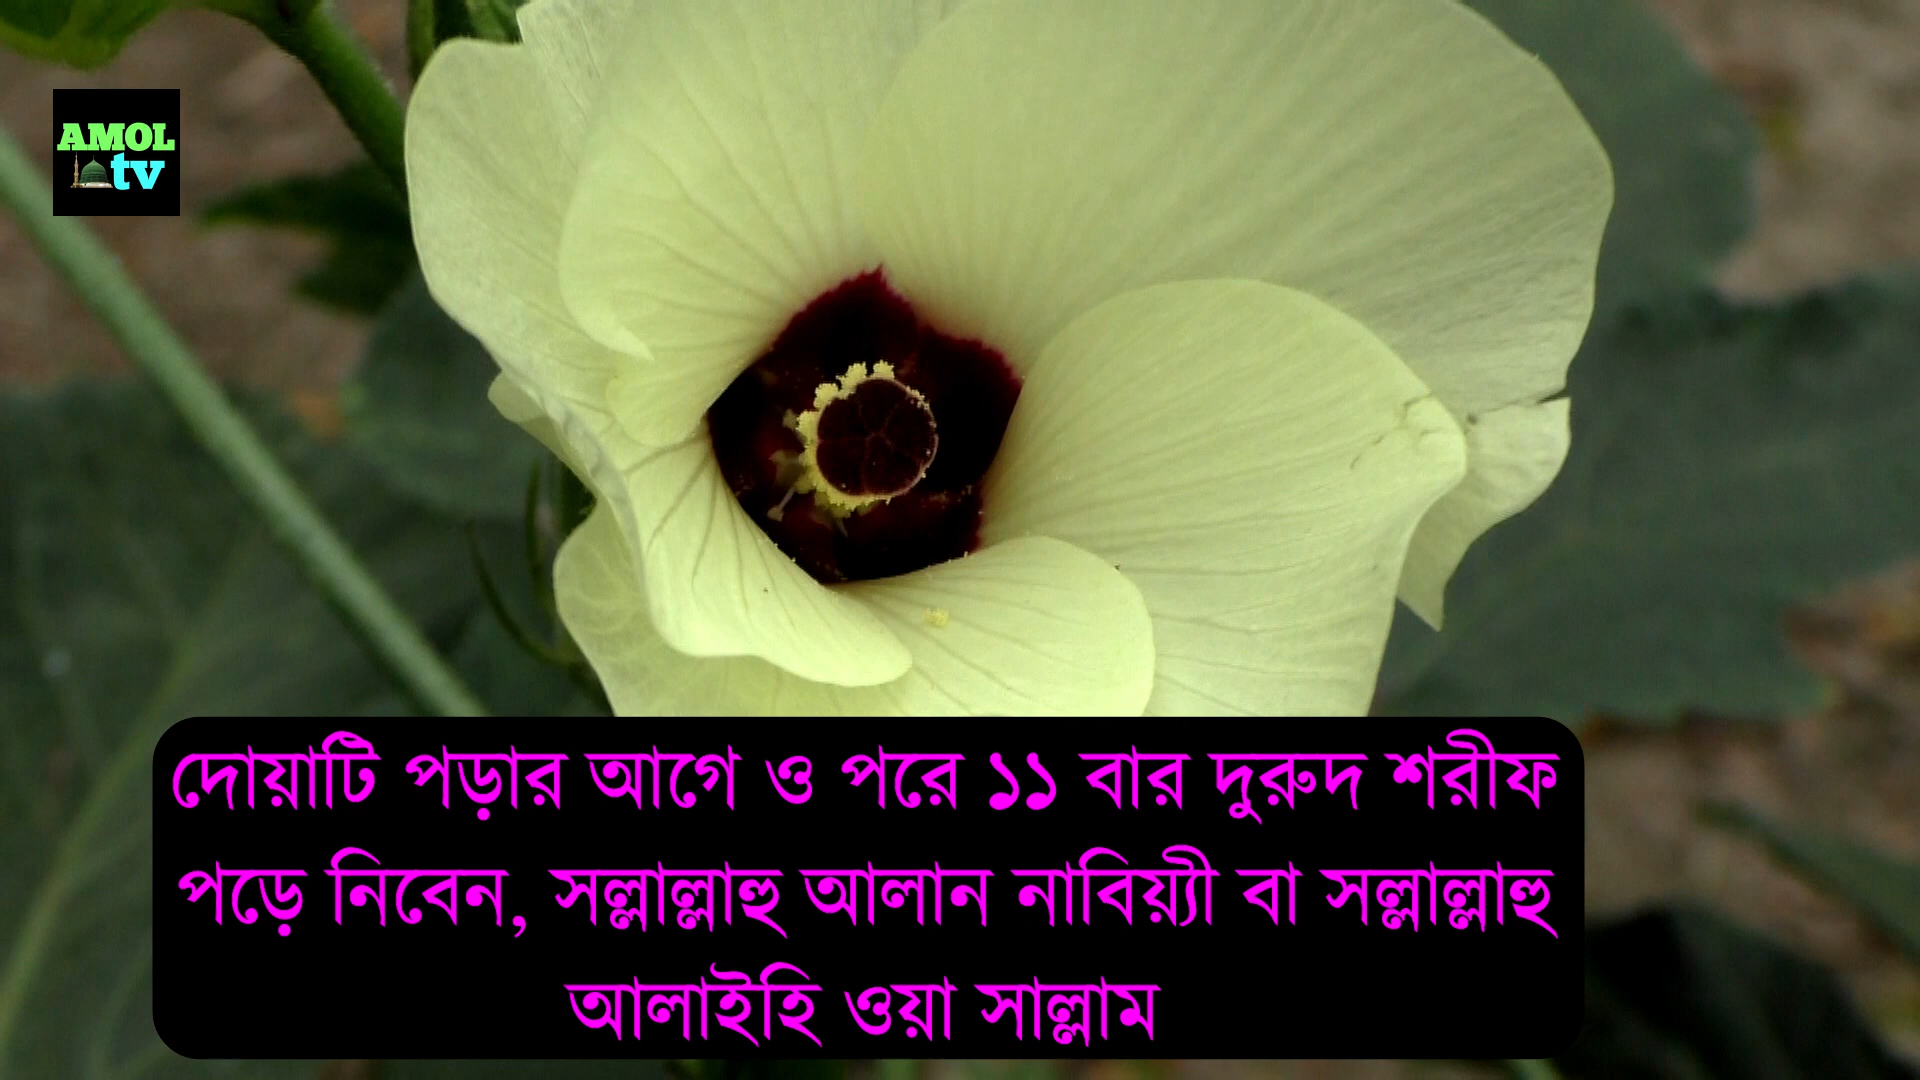 AMOL
tv
দোয়াটি পড়ার আগে ও পরে ১১ বার দুরুদ শরীফ
পড়ে নিবেন, সল্লাল্লাহু আলান নাবিয়্যী বা সল্লাল্লাহু
আলাইহি ওয়া সাল্লাম